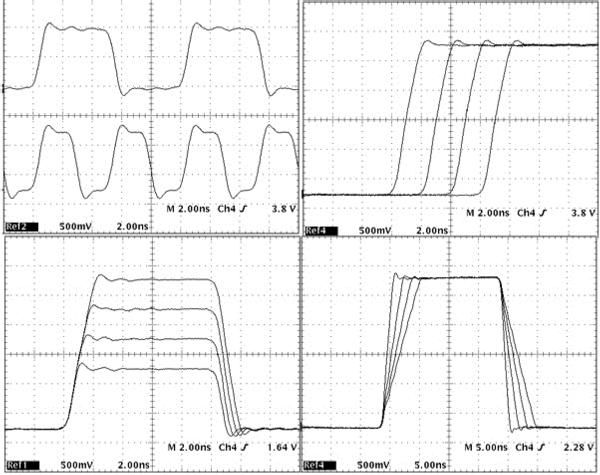 M 2.00ns Ch4 ∫ 3.8 V
Ref2 500mV 2.00ns
M 2.00ns Ch4 ∫ 3.8 V
Ref4 500mV 2.00ns
M 2.00ns Ch4 ∫ 1.64 V
Ref1 500mV 2.00ns
M 5.00ns Ch4 ∫ 2.28 V
Ref4 500mV 5.00ns